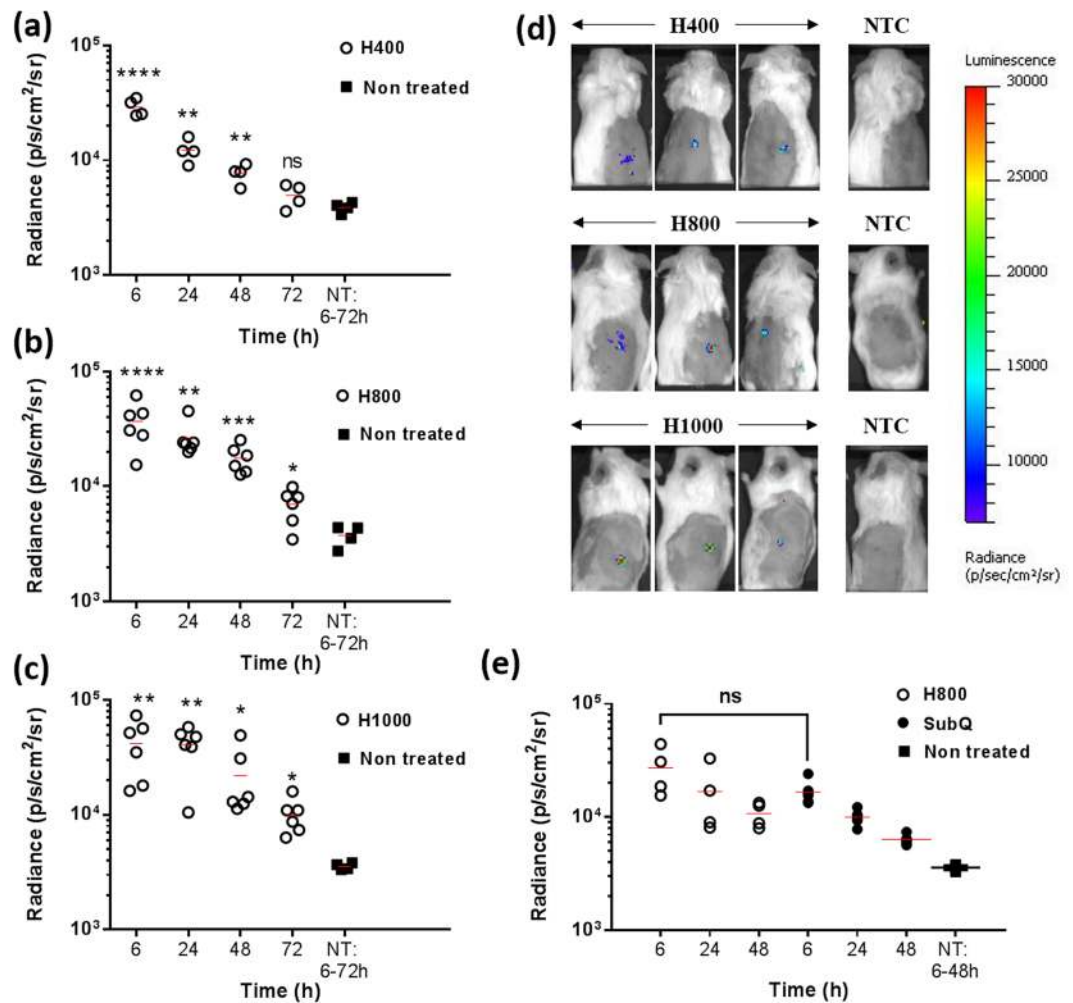 (a)
10⁵
10⁴
10³
Radiance (p/s/cm²/sr)
****
**
**
ns
H400
Non treated
6
24
48
72
NT:
6-72h
Time (h)
(b)
10⁵
10⁴
10³
Radiance (p/s/cm²/sr)
****
**
***
*
H800
Non treated
6
24
48
72
NT:
6-72h
Time (h)
(c)
10⁵
10⁴
10³
Radiance (p/s/cm²/sr)
**
**
*
*
H1000
Non treated
6
24
48
72
NT:
6-72h
Time (h)
(d)
H400
NTC
H800
NTC
H1000
NTC
Luminescence
30000
25000
20000
15000
10000
Radiance
(p/sec/cm²/sr)
(e)
10⁵
10⁴
10³
Radiance (p/s/cm²/sr)
ns
H800
SubQ
Non treated
6
24
48
6
24
48
NT:
6-48h
Time (h)